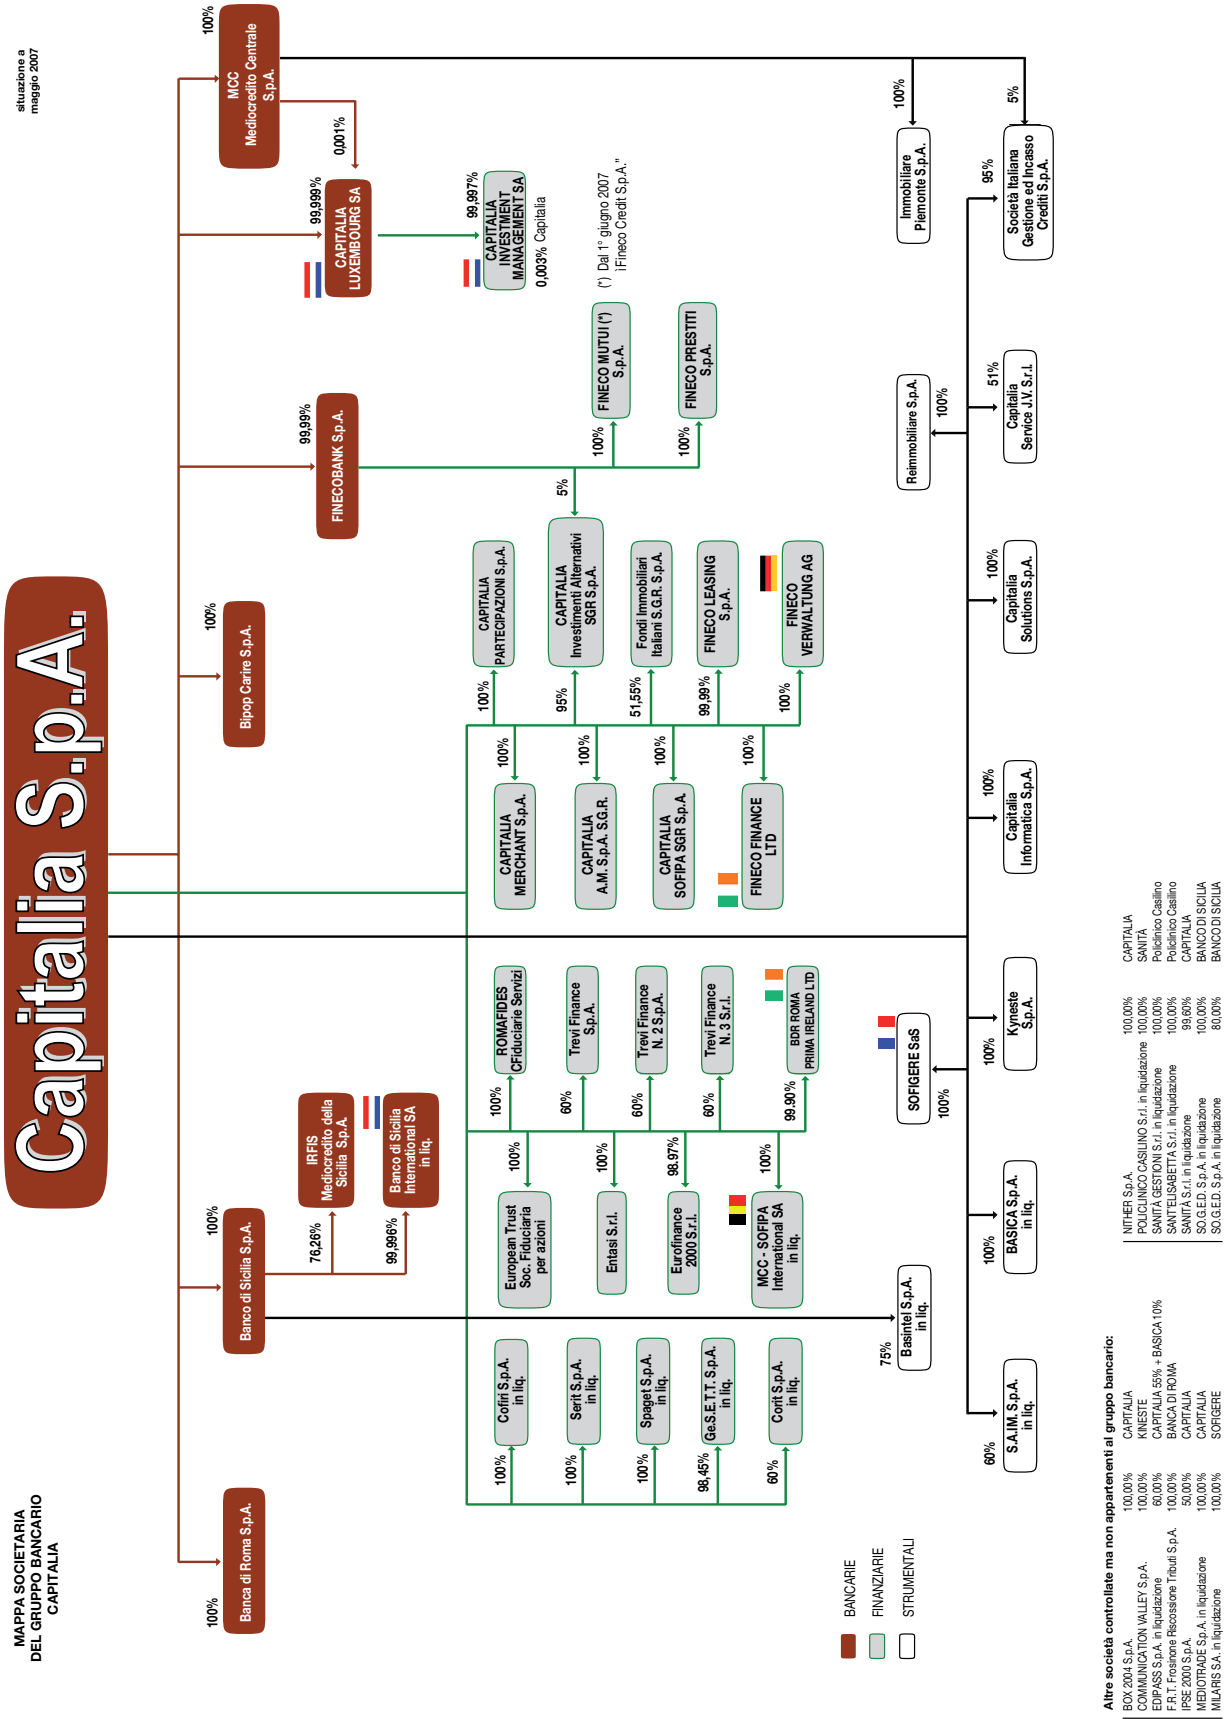 MAPPA SOCIETARIA
DEL GRUPPO BANCARIO
CAPITALIA
Capitalia S.p.A.
situazione a
maggio 2007
100%
Banca di Roma S.p.A.
100%
Banco di Sicilia S.p.A.
100%
Bipop Carire S.p.A.
100%
MCC
Mediocredito Centrale
S.p.A.
76,26%
IRFIS
Mediocredito della
Sicilia S.p.A.
99,996%
Banco di Sicilia
International SA
in liq.
99,99%
FINECOBANK S.p.A.
99,999%
CAPITALIA
LUXEMBOURG SA
0,001%
99,997%
CAPITALIA
INVESTMENT
MANAGEMENT SA
0,003% Capitalia
(*) Dal 1° giugno 2007
"Fineco Credit S.p.A."
100%
Cofiri S.p.A.
in liq.
100%
Serit S.p.A.
in liq.
100%
Spaget S.p.A.
in liq.
98,45%
Ge.S.E.T.T. S.p.A.
in liq.
60%
Corit S.p.A.
in liq.
100%
European Trust
Soc. Fiduciaria
per azioni
100%
Entasi S.r.l.
98.97%
Eurofinance
2000 S.r.l.
100%
MCC - SOFIPA
International SA
in liq.
100%
ROMAFIDES
CFiduciarie Servizi
60%
Trevi Finance
S.p.A.
60%
Trevi Finance
N. 2 S.p.A.
60%
Trevi Finance
N. 3 S.r.l.
99.90%
BDR ROMA
PRIMA IRELAND LTD
100%
CAPITALIA
MERCHANT S.p.A.
100%
CAPITALIA
A.M. S.p.A. S.G.R.
100%
CAPITALIA
SOFIPA SGR S.p.A.
100%
FINECO FINANCE
LTD
100%
CAPITALIA
PARTECIPAZIONI S.p.A.
95%
CAPITALIA
Investimenti Alternativi
SGR S.p.A.
5%
51,55%
Fondi Immobiliari
Italiani S.G.R. S.p.A.
99,99%
FINECO LEASING
S.p.A.
100%
FINECO
VERWALTUNG AG
100%
FINECO MUTUI (*)
S.p.A.
100%
FINECO PRESTITI
S.p.A.
75%
Basintel S.p.A.
in liq.
100%
SOFIGERE SaS
100%
Reimmobiliare S.p.A.
100%
Immobiliare
Piemonte S.p.A.
60%
S.A.IM. S.p.A.
in liq.
100%
BASICA S.p.A.
in liq.
100%
Kyneste
S.p.A.
100%
Capitalia
Informatica S.p.A.
100%
Capitalia
Solutions S.p.A.
51%
Capitalia
Service J.V. S.r.l.
95%
5%
Società Italiana
Gestione ed Incasso
Crediti S.p.A.
BANCARIE
FINANZIARIE
STRUMENTALI
Altre società controllate ma non appartenenti al gruppo bancario:
BOX 2004 S.p.A. 100,00% CAPITALIA
COMMUNICATION VALLEY S.p.A. 100,00% KINESTE
EDIPASS S.p.A. in liquidazione 60,00% CAPITALIA 55% + BASICA 10%
F.R.T. Frosinone Riscossione Tributi S.p.A. 100,00% BANCA DI ROMA
IPSE 2000 S.p.A. 50,00% CAPITALIA
MEDIOTRADE S.p.A. in liquidazione 100,00% CAPITALIA
MILARIS S.A. in liquidazione 100,00% SOFIGERE
NITHER S.p.A. 100,00% CAPITALIA
POLICLINICO CASILINO S.r.l. in liquidazione 100,00% SANITÀ
SANITÀ GESTIONI S.r.l. in liquidazione 100,00% Policlinico Casilino
SANT'ELISABETTA S.r.l. in liquidazione 100,00% Policlinico Casilino
SANITÀ S.r.l. in liquidazione 99,60% CAPITALIA
SO.G.E.D. S.p.A. in liquidazione 100,00% BANCO DI SICILIA
SO.G.E.D. S.p.A. in liquidazione 80,00% BANCO DI SICILIA